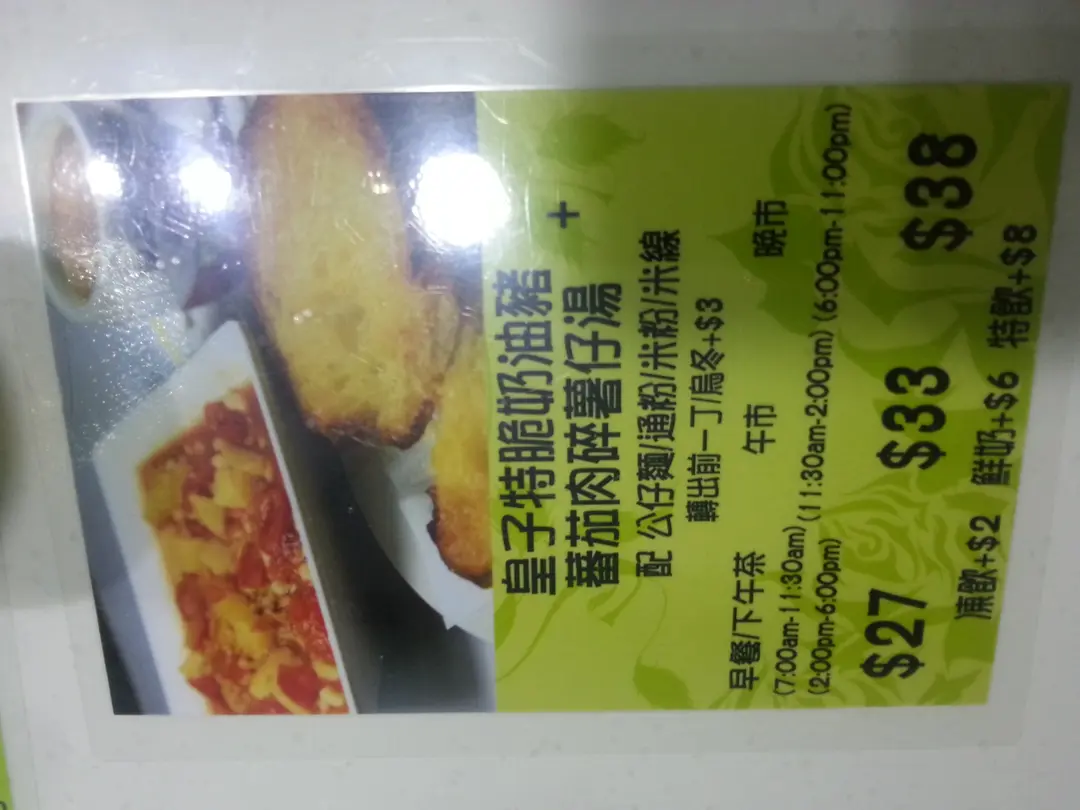 皇子特脆奶油豬 +
蕃茄肉碎薯仔湯
配 公仔麵/通粉/米粉/米線
轉出前一丁/烏冬+$3
早餐/下午茶 午市 晚市
(7:00am-11:30am) (11:30am-2:00pm) (6:00pm-11:00pm)
(2:00pm-6:00pm)
$27 $33 $38
凍飲+$2 鮮奶+$6 特飲+$8